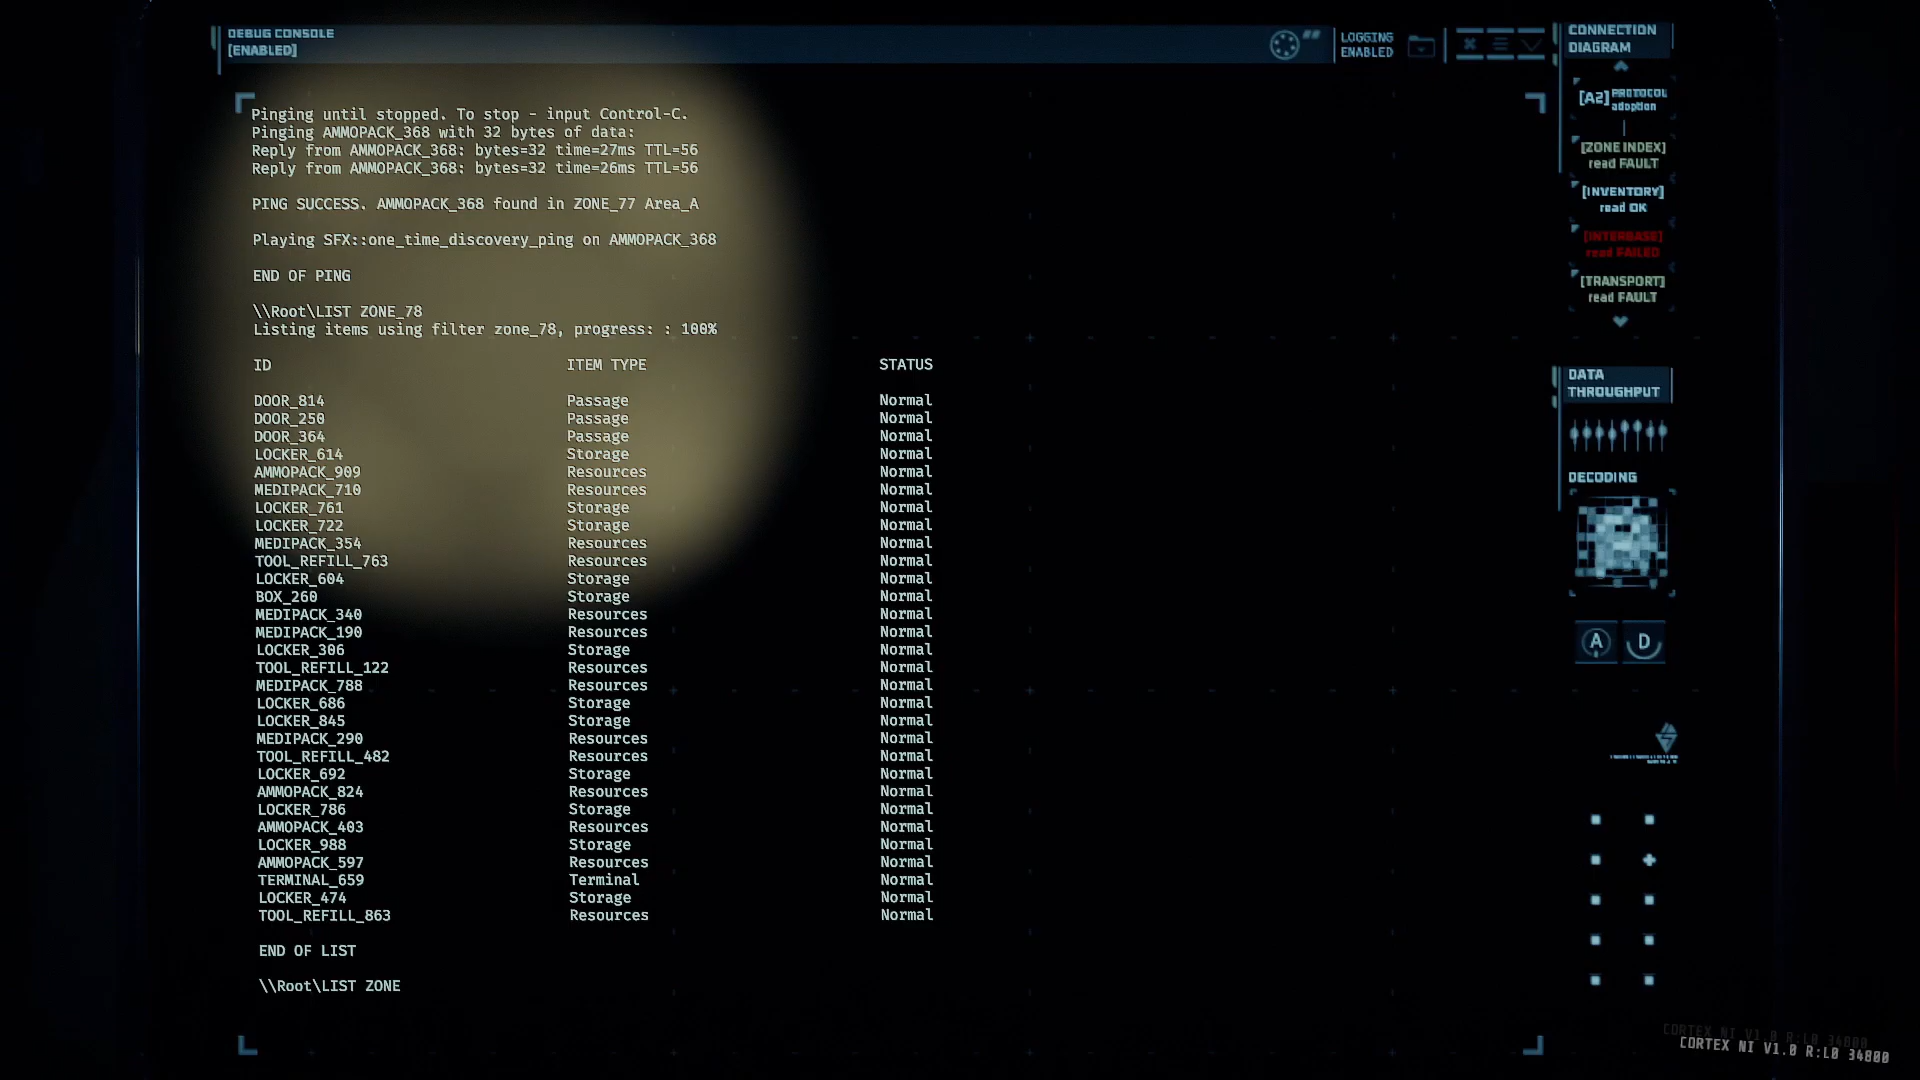 DEBUG CONSOLE
[ENABLED]
LOGGING
ENABLED
Pinging until stopped. To stop - input Control-C.
Pinging AMMOPACK_368 with 32 bytes of data:
Reply from AMMOPACK_368: bytes=32 time=27ms TTL=56
Reply from AMMOPACK_368: bytes=32 time=26ms TTL=56
PING SUCCESS. AMMOPACK_368 found in ZONE_77 Area_A
Playing SFX::one_time_discovery_ping on AMMOPACK_368
END OF PING
\\Root\LIST ZONE_78
Listing items using filter zone_78, progress: : 100%
ID ITEM TYPE STATUS
DOOR_814 Passage Normal
DOOR_250 Passage Normal
DOOR_364 Passage Normal
LOCKER_614 Storage Normal
AMMOPACK_909 Resources Normal
MEDIPACK_710 Resources Normal
LOCKER_761 Storage Normal
LOCKER_722 Storage Normal
MEDIPACK_354 Resources Normal
TOOL_REFILL_763 Resources Normal
LOCKER_604 Storage Normal
BOX_260 Storage Normal
MEDIPACK_340 Resources Normal
MEDIPACK_190 Resources Normal
LOCKER_306 Storage Normal
TOOL_REFILL_122 Resources Normal
MEDIPACK_788 Resources Normal
LOCKER_686 Storage Normal
LOCKER_845 Storage Normal
MEDIPACK_290 Resources Normal
TOOL_REFILL_482 Resources Normal
LOCKER_692 Storage Normal
AMMOPACK_824 Resources Normal
LOCKER_786 Storage Normal
AMMOPACK_403 Resources Normal
LOCKER_988 Storage Normal
AMMOPACK_597 Resources Normal
TERMINAL_659 Terminal Normal
LOCKER_474 Storage Normal
TOOL_REFILL_863 Resources Normal
END OF LIST
\\Root\LIST ZONE
CONNECTION
DIAGRAM
[A2] PROTOCOL
adoption
[ZONE INDEX]
read FAULT
[INVENTORY]
read OK
[INTERBASE]
read FAILED
[TRANSPORT]
read FAULT
DATA
THROUGHPUT
DECODING
A D
CORTEX NI V1.0 R:L0 34800